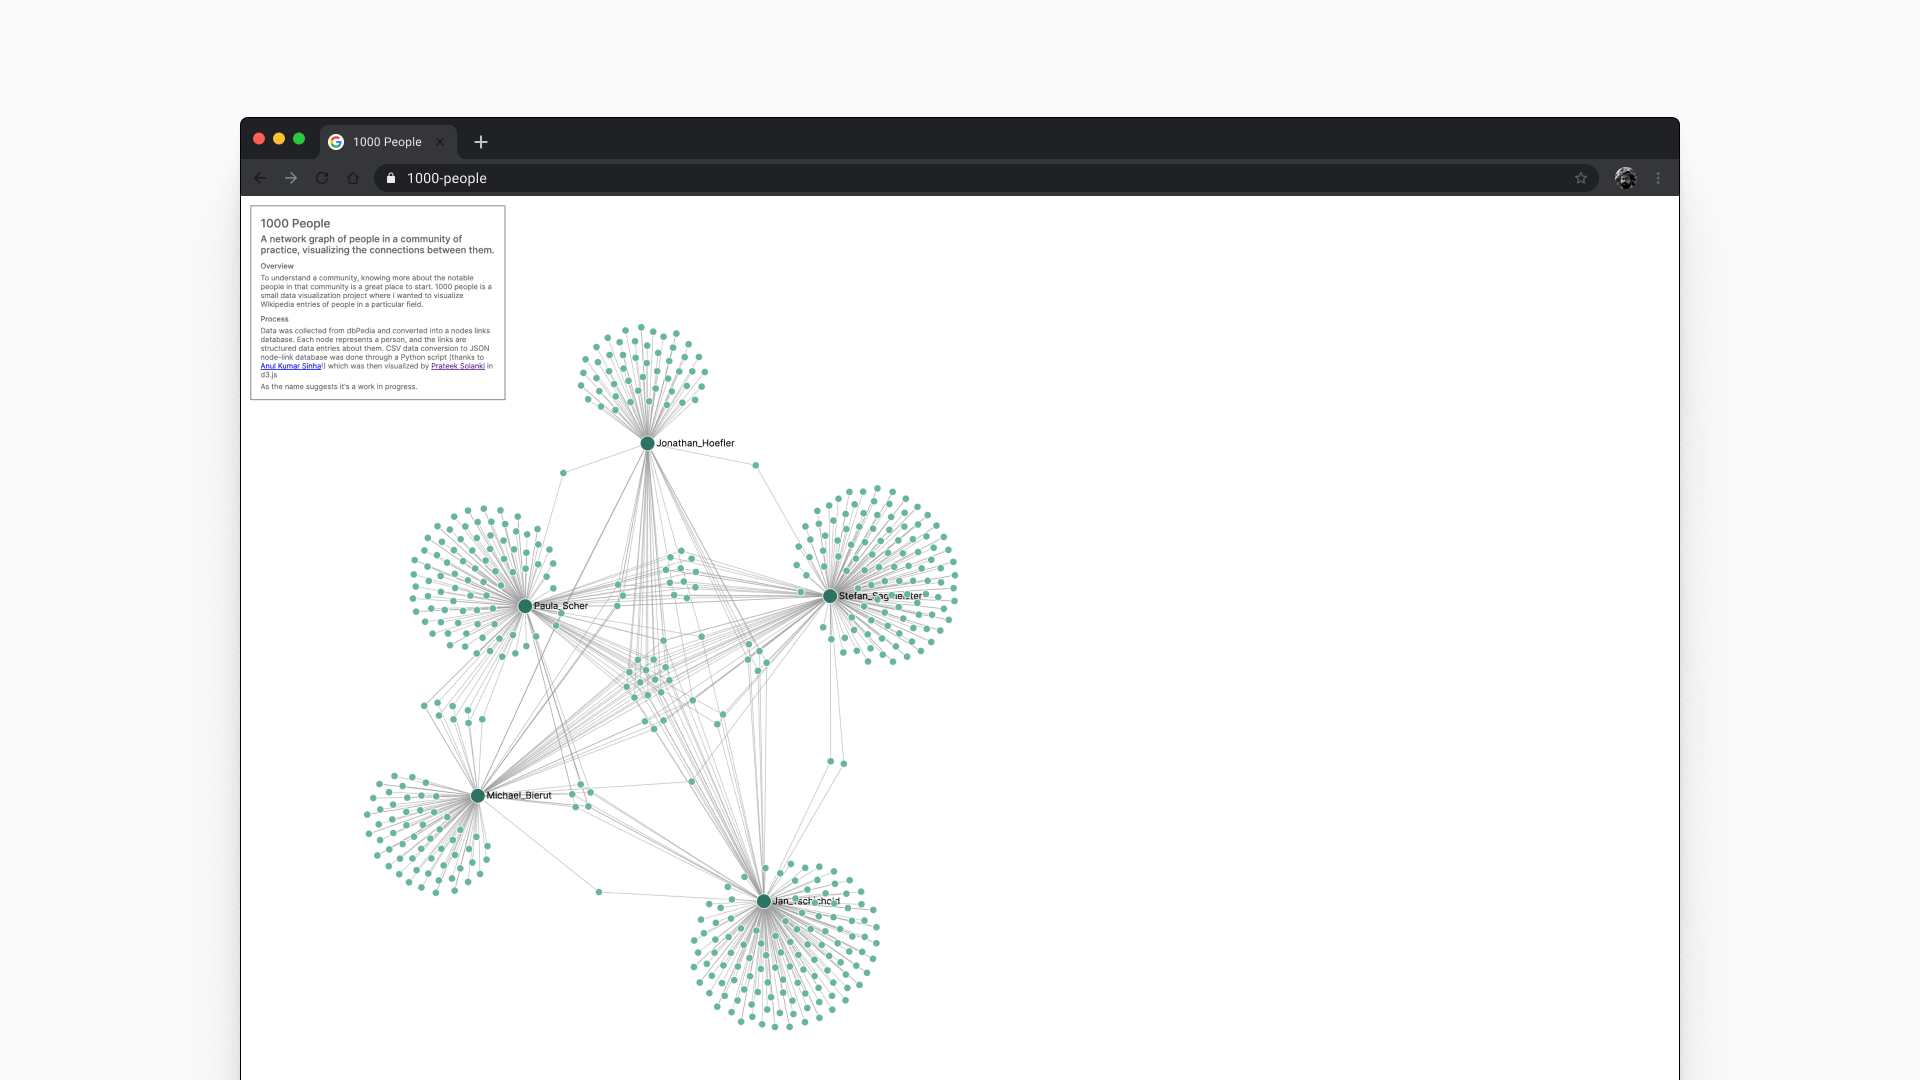 1000 People
1000-people
1000 People
A network graph of people in a community of
practice, visualizing the connections between them.
Overview
To understand a community, knowing more about the notable
people in that community is a great place to start. 1000 people is a
small data visualization project where I wanted to visualize
Wikipedia entries of people in a particular field.
Process
Data was collected from dbPedia and converted into a nodes links
database. Each node represents a person, and the links are
structured data entries about them. CSV data conversion to JSON
node-link database was done through a Python script (thanks to
Anul Kumar Sinha!) which was then visualized by Prateek Solanki in
d3.js
As the name suggests it's a work in progress.
Jonathan_Hoefler
Paula_Scher
Stefan_Sagmeister
Michael_Bierut
Jan_Tschichold